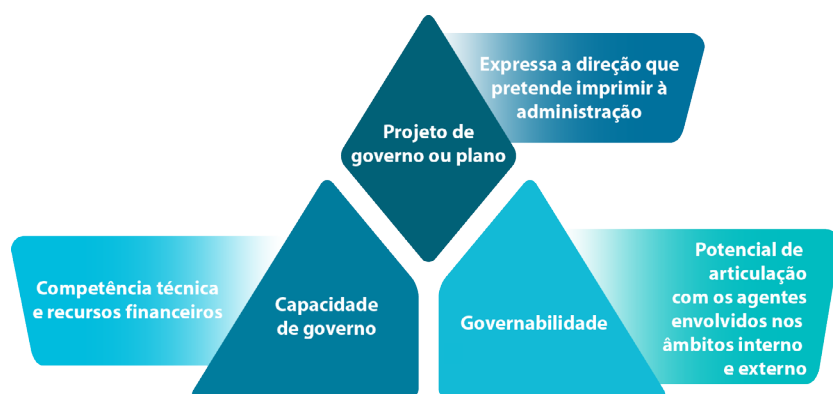 Expressa a direção que
pretende imprimir à
administração
Projeto de
governo ou plano
Competência técnica
e recursos financeiros
Capacidade
de governo
Governabilidade
Potencial de
articulação
com os agentes
envolvidos nos
âmbitos interno
e externo